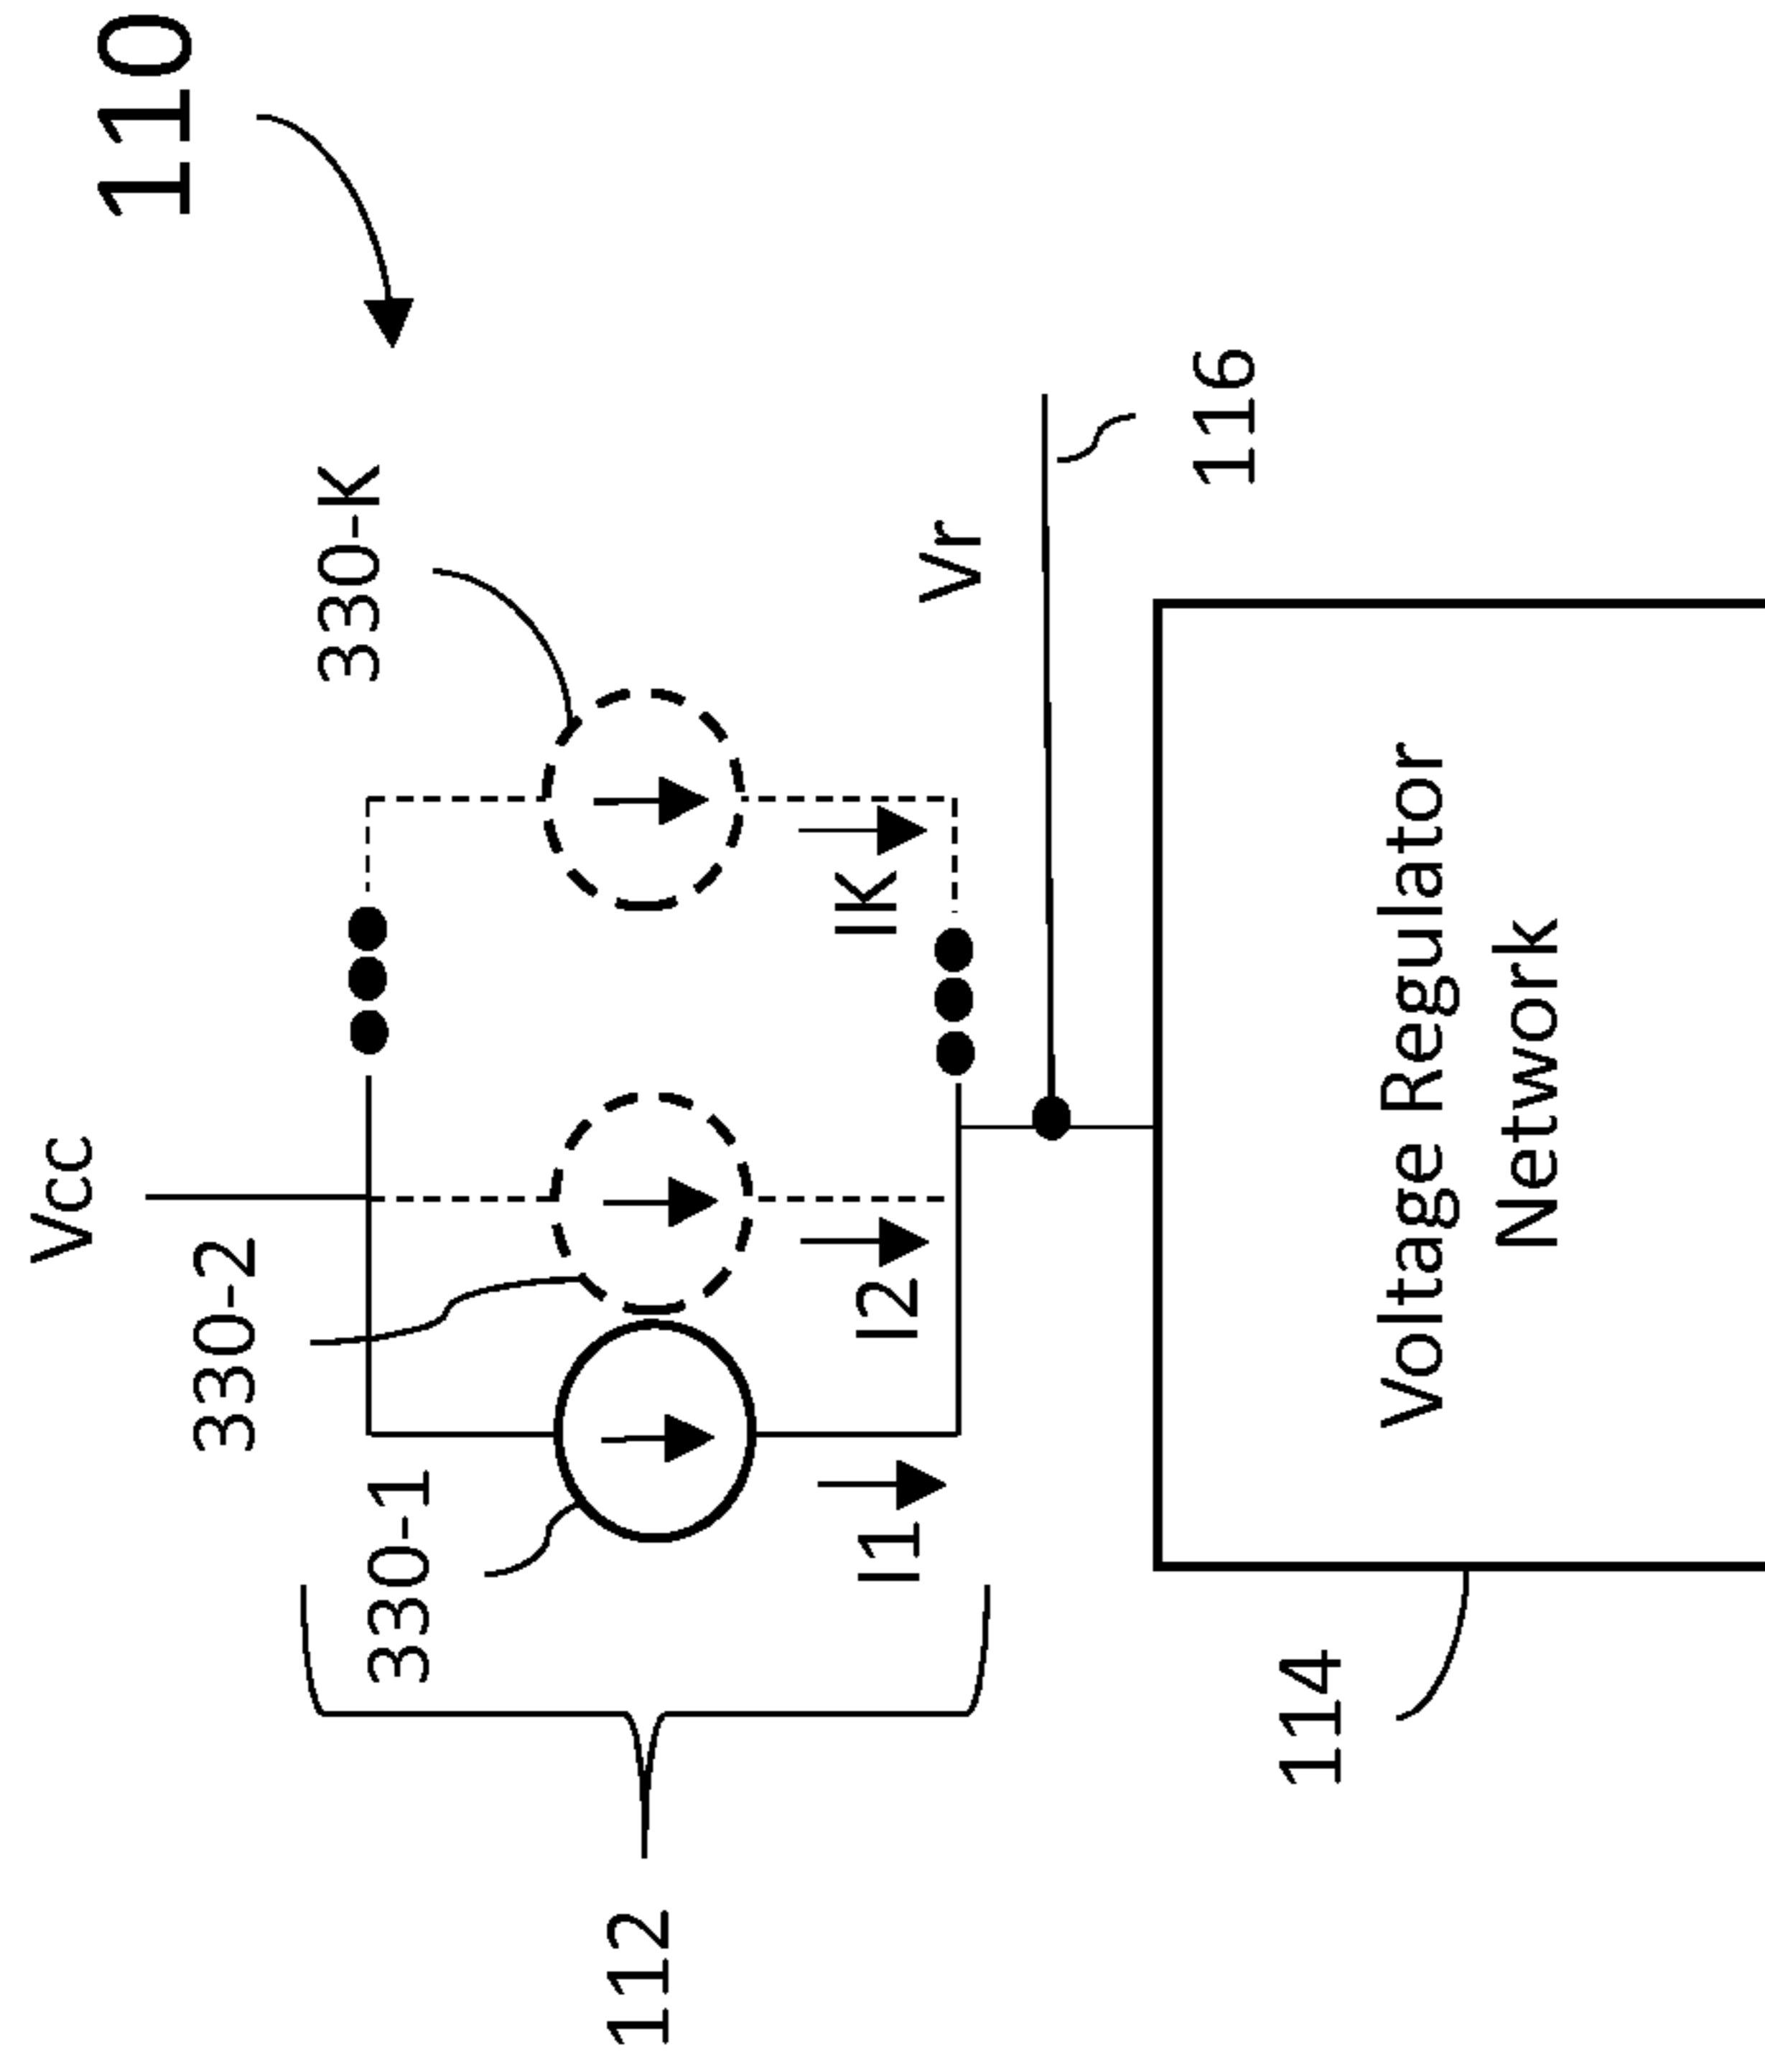 110
Vcc
330-2
330-1
330-K
I1
I2
IK
Vr
112
116
114
Voltage Regulator
Network